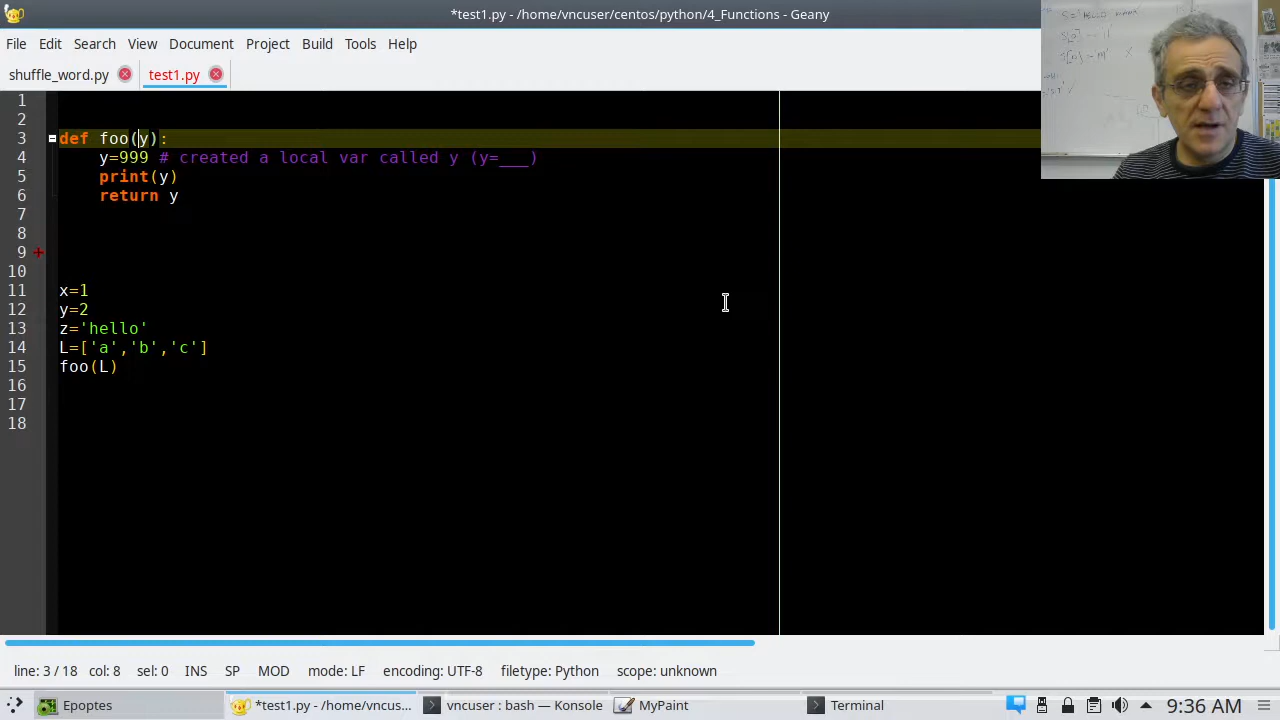 *test1.py - /home/vncuser/centos/python/4_Functions - Geany
File Edit Search View Document Project Build Tools Help
shuffle_word.py test1.py
1
2
3 def foo(y):
4 y=999 # created a local var called y (y=___)
5 print(y)
6 return y
7
8
9
10
11 x=1
12 y=2
13 z='hello'
14 L=['a','b','c']
15 foo(L)
16
17
18
line: 3 / 18 col: 8 sel: 0 INS SP MOD mode: LF encoding: UTF-8 filetype: Python scope: unknown
Epoptes *test1.py - /home/vncus... vncuser : bash — Konsole MyPaint Terminal 9:36 AM